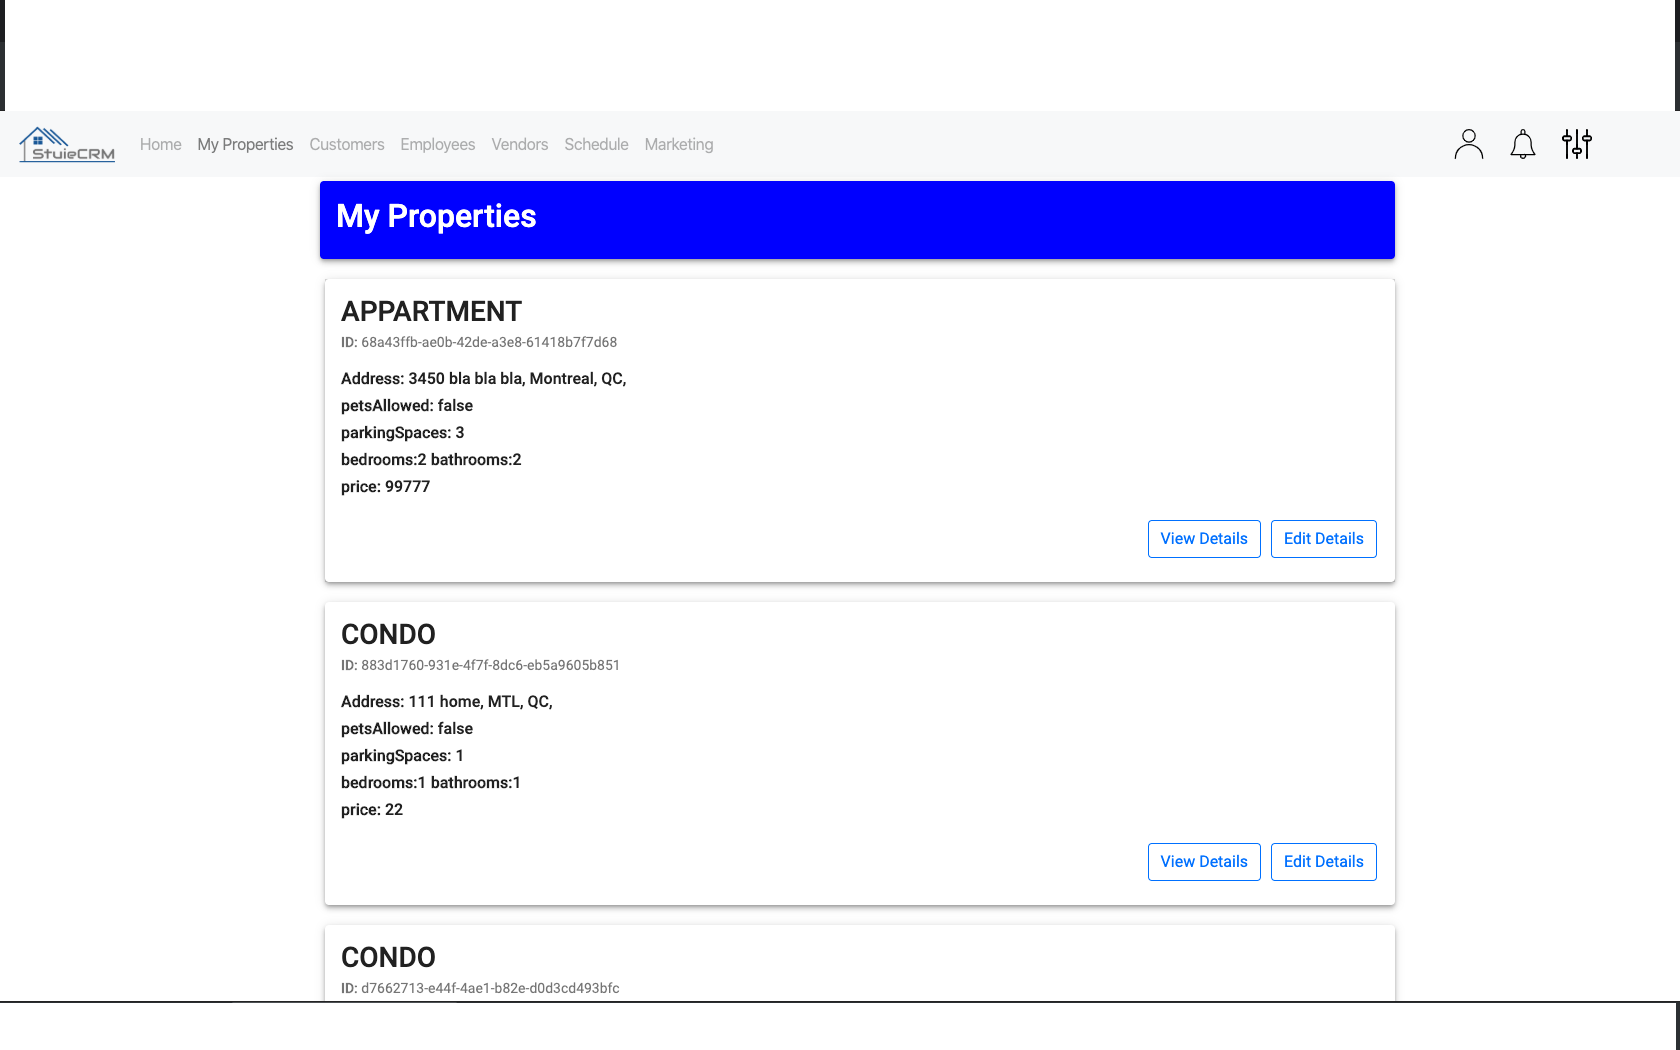 StuieCRM
Home My Properties Customers Employees Vendors Schedule Marketing
My Properties
APPARTMENT
ID: 68a43ffb-ae0b-42de-a3e8-61418b7f7d68
Address: 3450 bla bla bla, Montreal, QC,
petsAllowed: false
parkingSpaces: 3
bedrooms:2 bathrooms:2
price: 99777
View Details Edit Details
CONDO
ID: 883d1760-931e-4f7f-8dc6-eb5a9605b851
Address: 111 home, MTL, QC,
petsAllowed: false
parkingSpaces: 1
bedrooms:1 bathrooms:1
price: 22
View Details Edit Details
CONDO
ID: d7662713-e44f-4ae1-b82e-d0d3cd493bfc